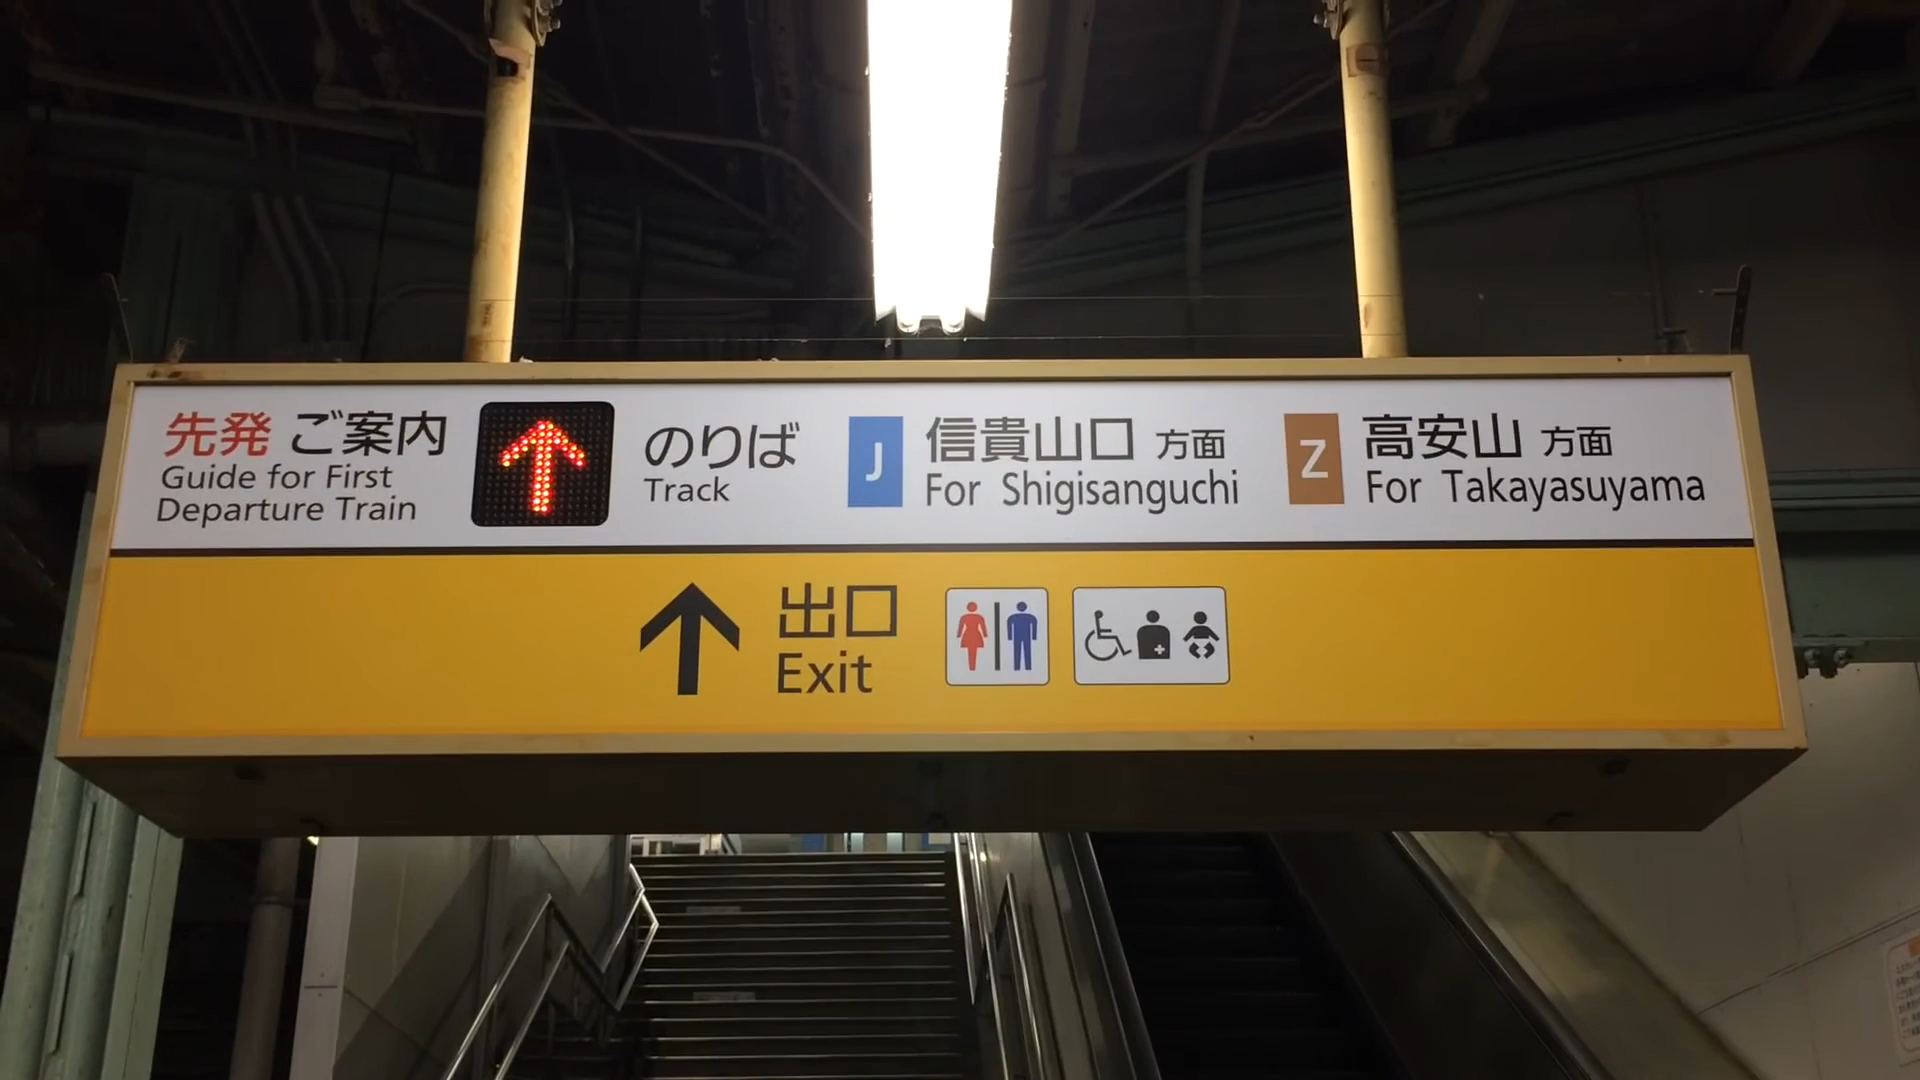 先発 ご案内
Guide for First
Departure Train
のりば
Track
J
信貴山口 方面
For Shigisanguchi
Z
高安山 方面
For Takayasuyama
出口
Exit